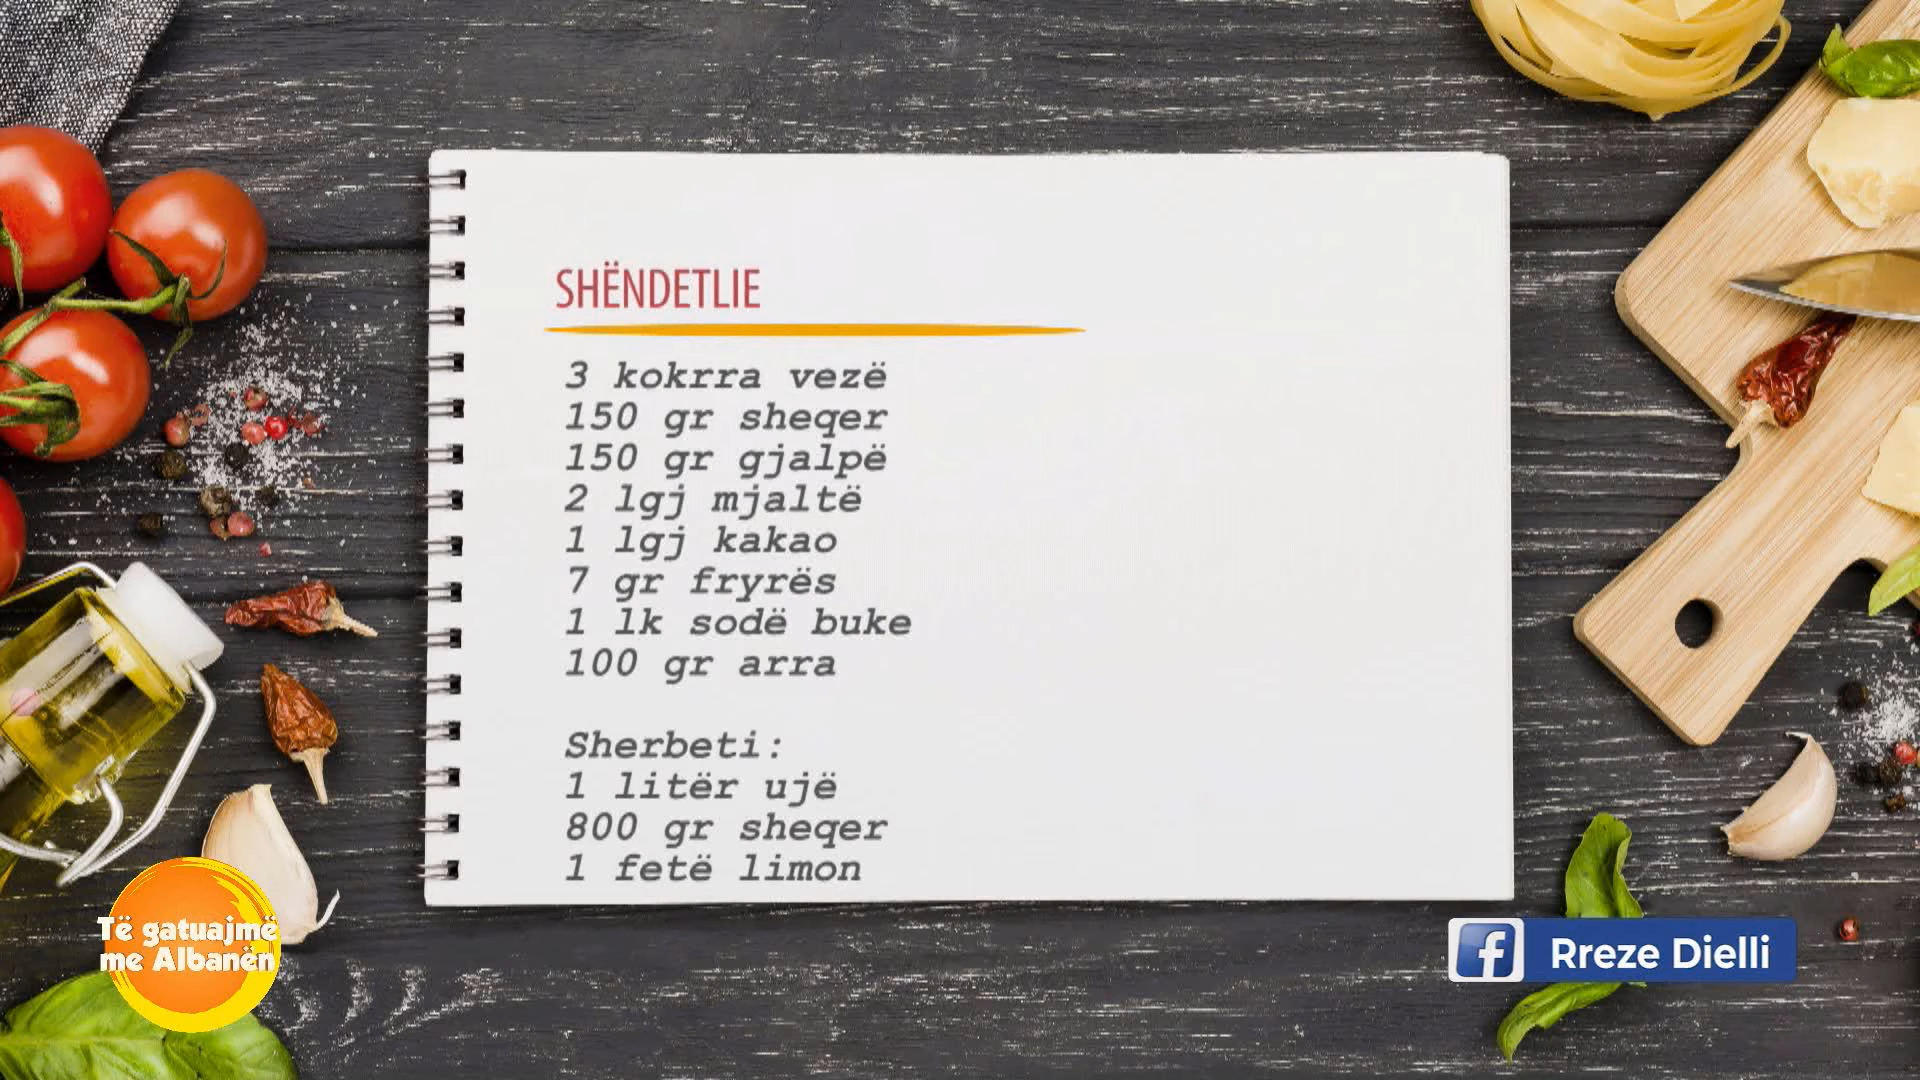 SHËNDETLIE
3 kokrra vezë
150 gr sheqer
150 gr gjalpë
2 lgj mjaltë
1 lgj kakao
7 gr fryrës
1 lk sodë buke
100 gr arra
Sherbeti:
1 litër ujë
800 gr sheqer
1 fetë limon
Të gatuajmë
me Albanën
f Rreze Dielli